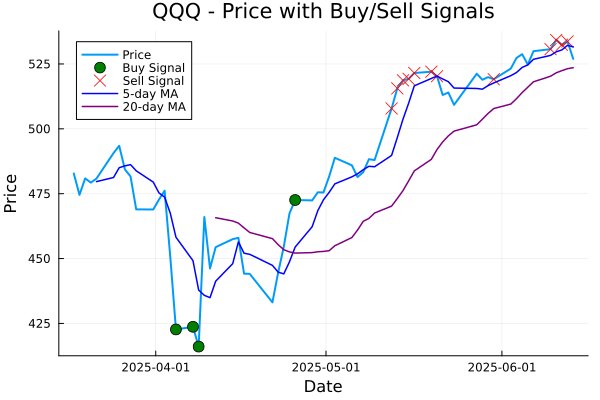 QQQ - Price with Buy/Sell Signals
Price
Buy Signal
Sell Signal
5-day MA
20-day MA
525
500
475
450
425
Price
2025-04-01
2025-05-01
2025-06-01
Date